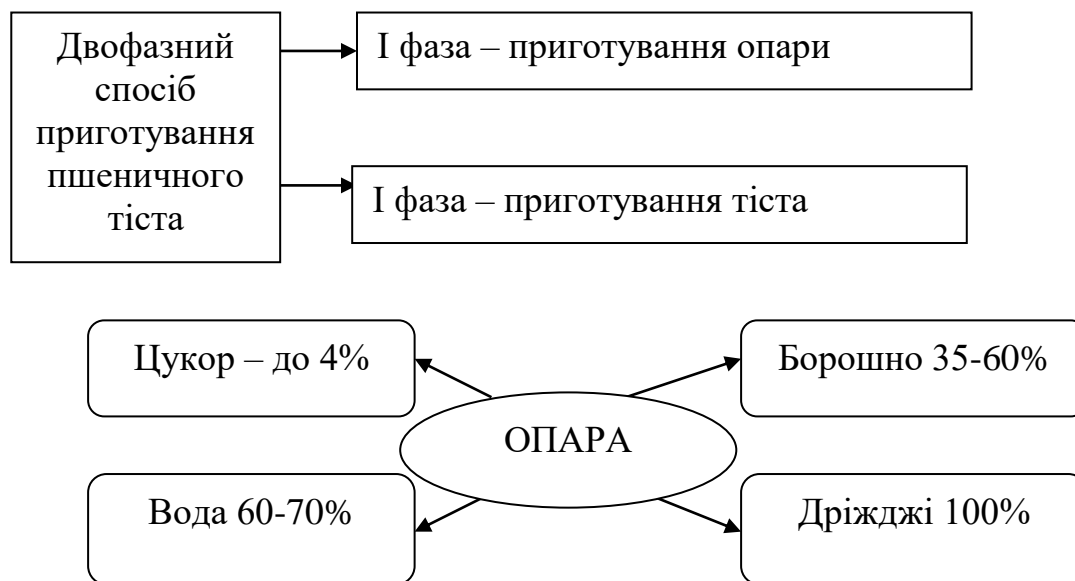 Двофазний
спосіб
приготування
пшеничного
тіста
І фаза – приготування опари
І фаза – приготування тіста
Цукор – до 4%
Борошно 35-60%
ОПАРА
Вода 60-70%
Дріжджі 100%